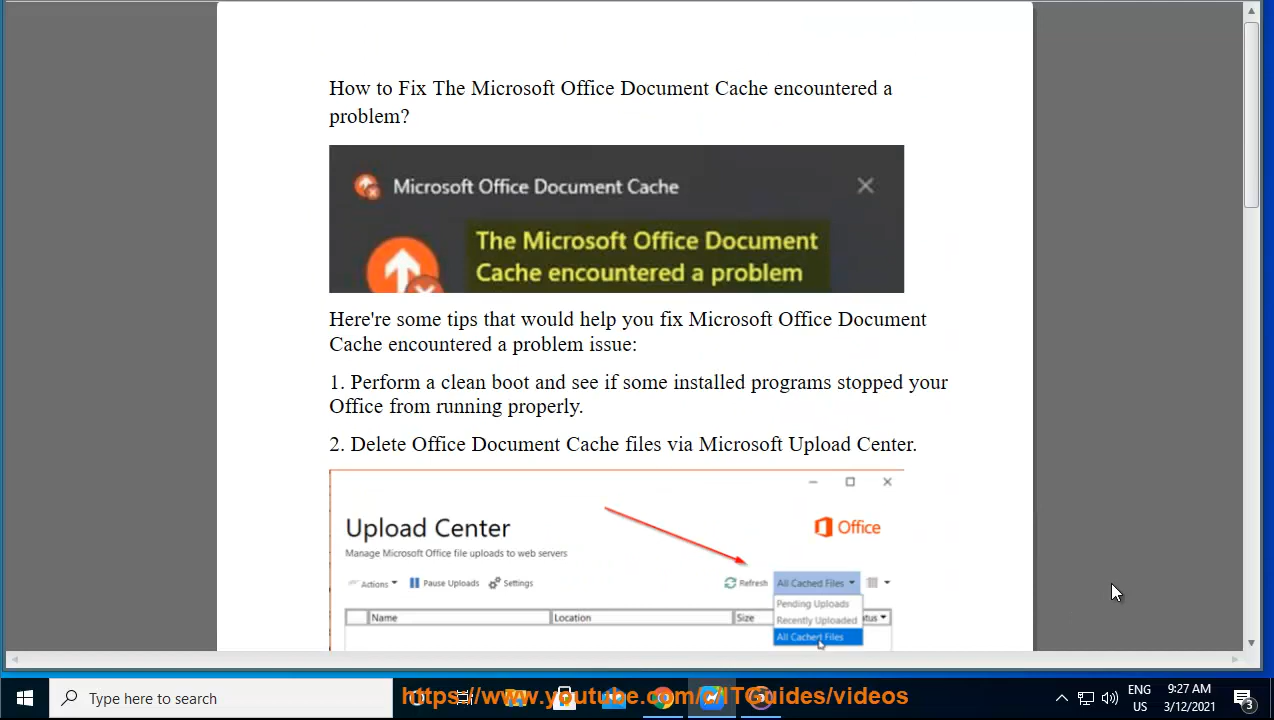 How to Fix The Microsoft Office Document Cache encountered a
problem?
Microsoft Office Document Cache
The Microsoft Office Document
Cache encountered a problem
Here're some tips that would help you fix Microsoft Office Document
Cache encountered a problem issue:
1. Perform a clean boot and see if some installed programs stopped your
Office from running properly.
2. Delete Office Document Cache files via Microsoft Upload Center.
Upload Center
Office
Manage Microsoft Office file uploads to web servers
Actions Pause Uploads Settings Refresh All Cached Files
Pending Uploads
Name Location Size Recently Uploaded tus
All Cached Files
Type here to search
https://www.youtube.com/c/ITGuides/videos
ENG
US
9:27 AM
3/12/2021
3